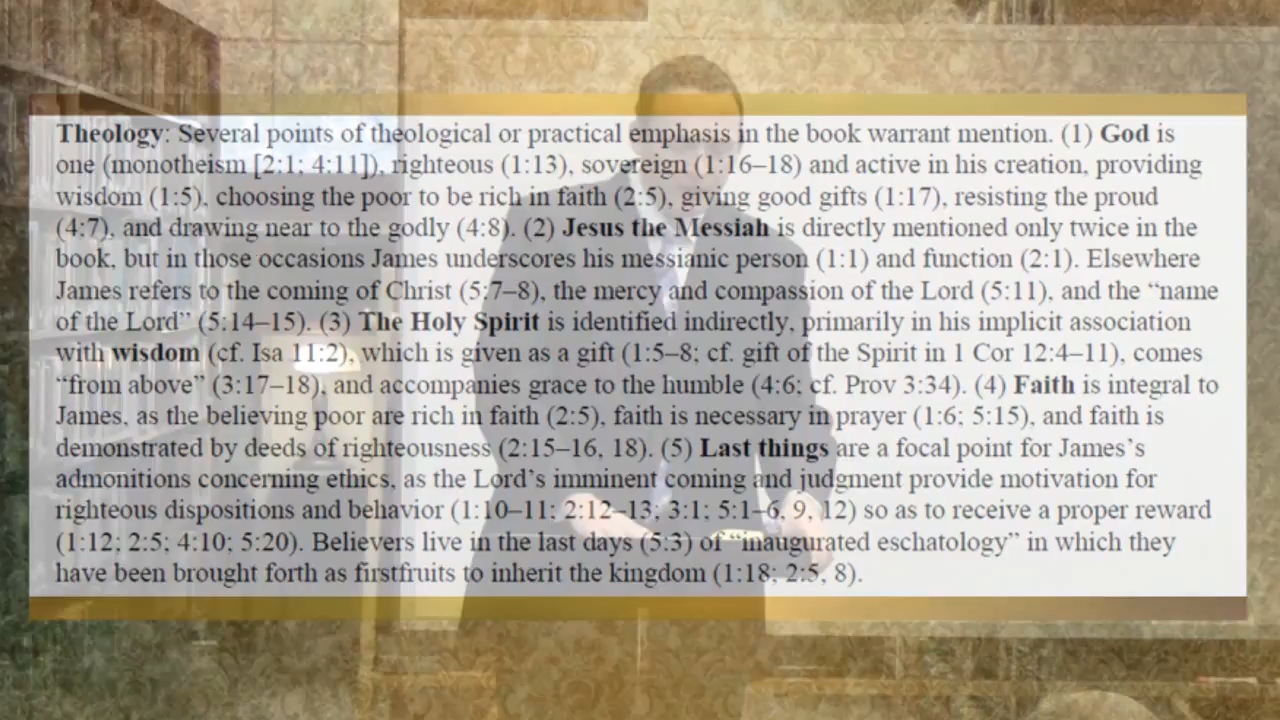 Theology: Several points of theological or practical emphasis in the book warrant mention. (1) God is
one (monotheism [2:1; 4:11]), righteous (1:13), sovereign (1:16–18) and active in his creation, providing
wisdom (1:5), choosing the poor to be rich in faith (2:5), giving good gifts (1:17), resisting the proud
(4:7), and drawing near to the godly (4:8). (2) Jesus the Messiah is directly mentioned only twice in the
book, but in those occasions James underscores his messianic person (1:1) and function (2:1). Elsewhere
James refers to the coming of Christ (5:7–8), the mercy and compassion of the Lord (5:11), and the “name
of the Lord” (5:14–15). (3) The Holy Spirit is identified indirectly, primarily in his implicit association
with wisdom (cf. Isa 11:2), which is given as a gift (1:5–8; cf. gift of the Spirit in 1 Cor 12:4–11), comes
“from above” (3:17–18), and accompanies grace to the humble (4:6; cf. Prov 3:34). (4) Faith is integral to
James, as the believing poor are rich in faith (2:5), faith is necessary in prayer (1:6; 5:15), and faith is
demonstrated by deeds of righteousness (2:15–16, 18). (5) Last things are a focal point for James’s
admonitions concerning ethics, as the Lord’s imminent coming and judgment provide motivation for
righteous dispositions and behavior (1:10–11; 2:12–13; 3:1; 5:1–6, 9, 12) so as to receive a proper reward
(1:12; 2:5; 4:10; 5:20). Believers live in the last days (5:3) of “inaugurated eschatology” in which they
have been brought forth as firstfruits to inherit the kingdom (1:18; 2:5, 8).